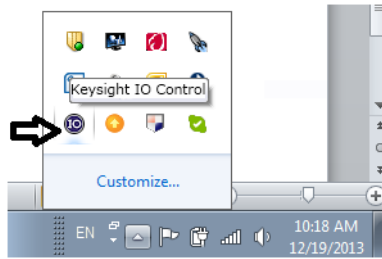 Keysight IO Control
IO
Customize...
EN
10:18 AM
12/19/2013